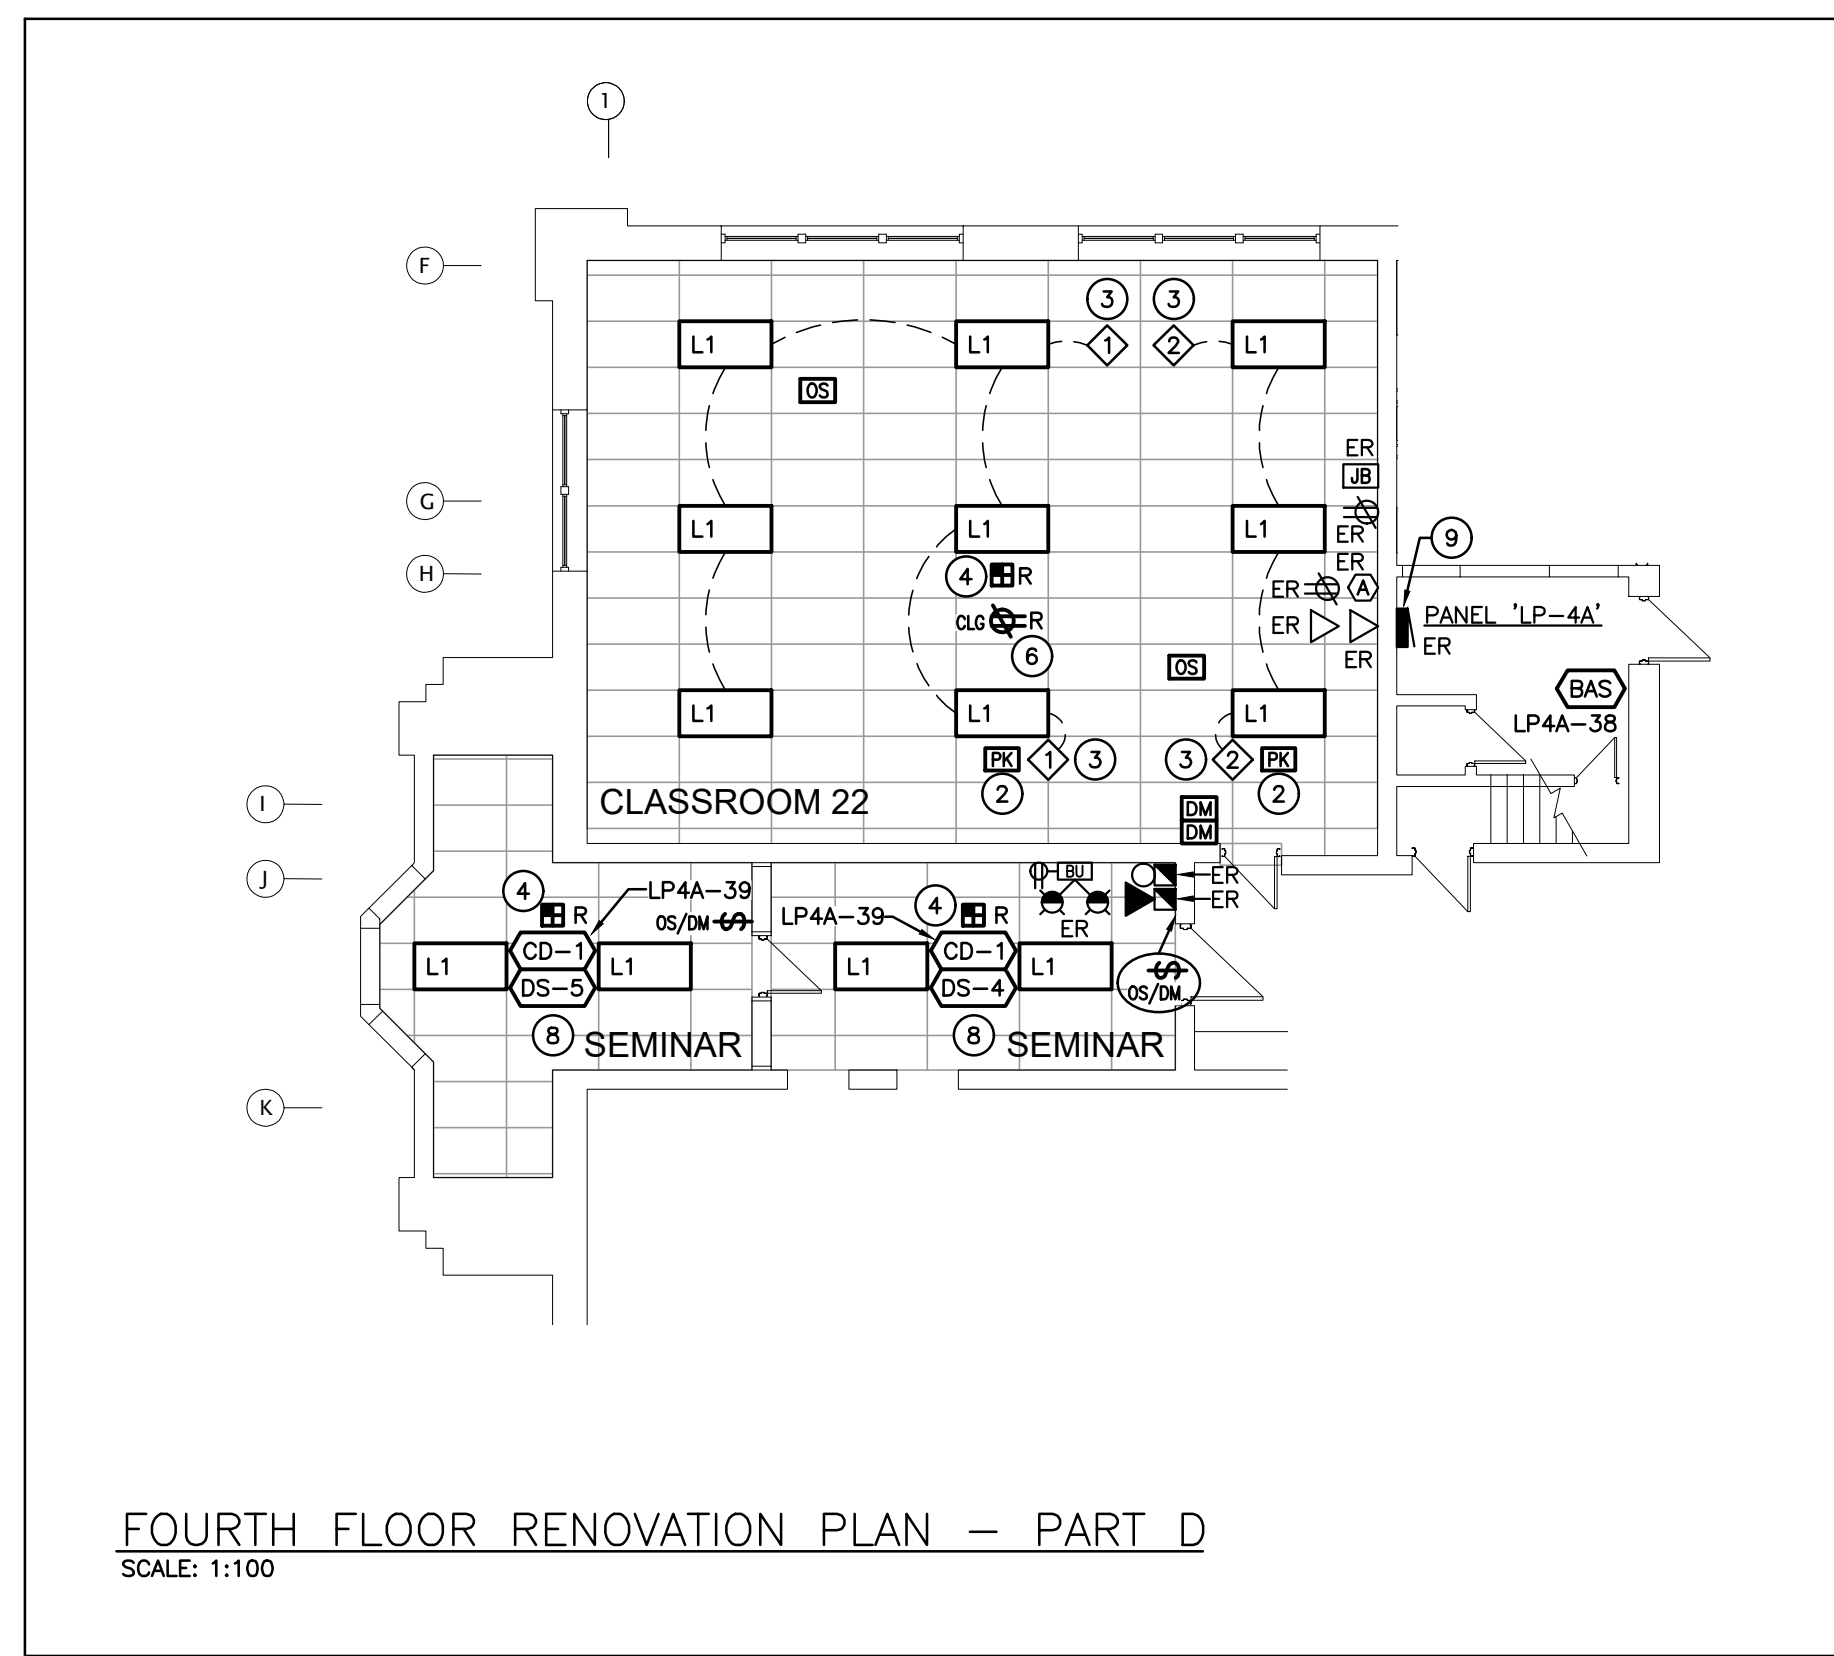 1
F
3
3
L1
L1
1
2
L1
OS
ER
JB
G
L1
L1
L1
ER
9
H
4
R
ER
ER
A
CLG
R
ER
PANEL 'LP-4A'
ER
6
OS
ER
BAS
L1
L1
L1
LP4A-38
PK
1
3
3
2
PK
2
2
I
CLASSROOM 22
DM
DM
J
BU
ER
4
LP4A-39
4
ER
R
OS/DM
$
LP4A-39
R
ER
L1
CD-1
L1
L1
CD-1
L1
$
DS-5
DS-4
OS/DM
8
SEMINAR
8
SEMINAR
K
FOURTH FLOOR RENOVATION PLAN - PART D
SCALE: 1:100